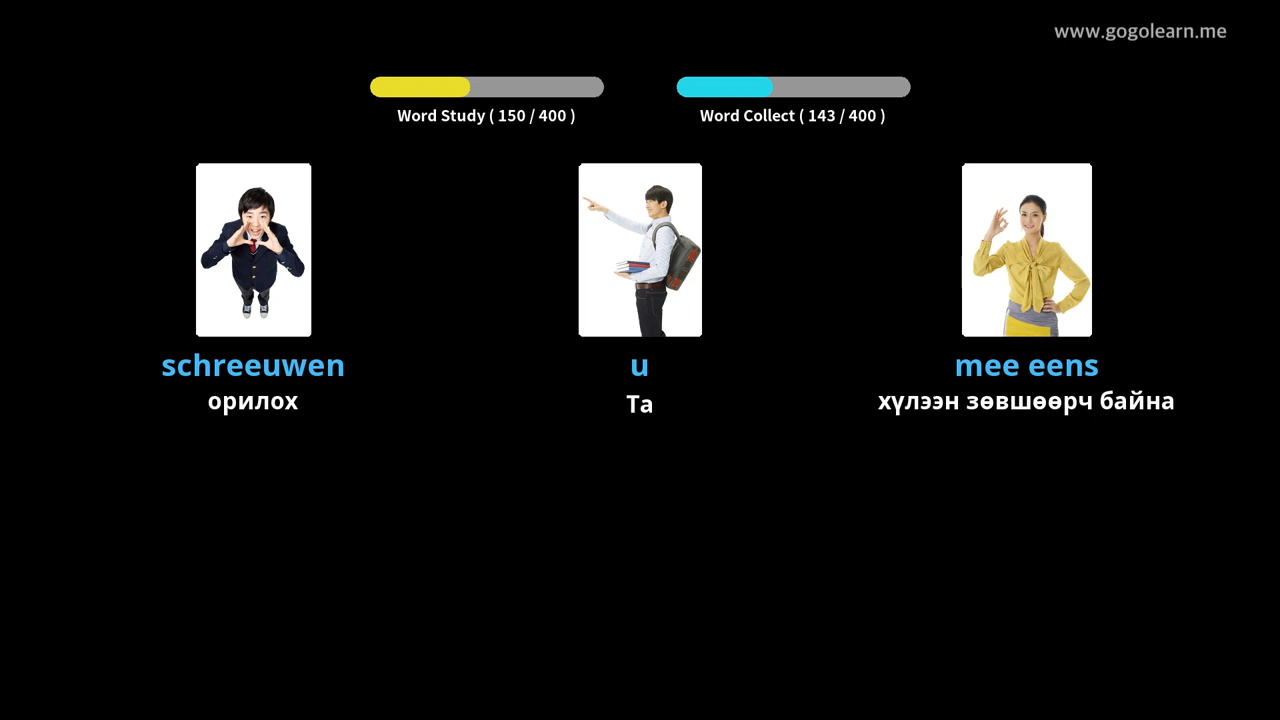 www.gogolearn.me
Word Study ( 150 / 400 )
Word Collect ( 143 / 400 )
schreeuwen
орилох
u
Та
mee eens
хүлээн зөвшөөрч байна